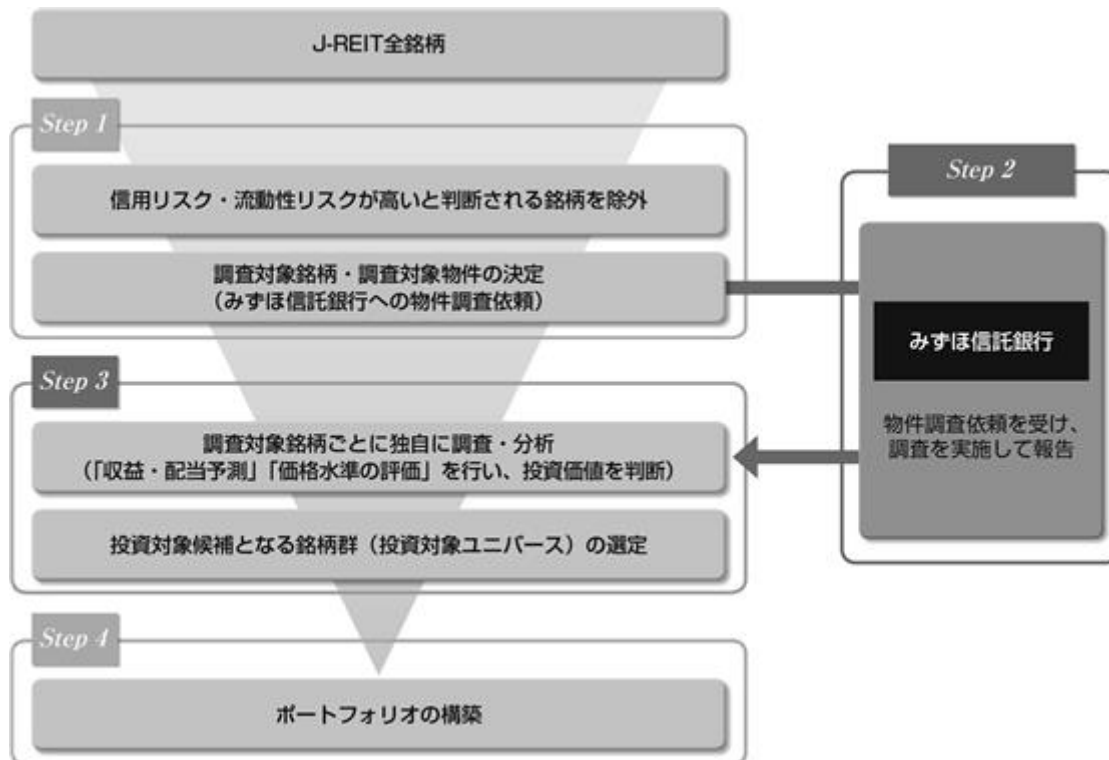 J-REIT全銘柄
Step 1
信用リスク・流動性リスクが高いと判断される銘柄を除外
調査対象銘柄・調査対象物件の決定
（みずほ信託銀行への物件調査依頼）
Step 2
みずほ信託銀行
物件調査依頼を受け、
調査を実施して報告
Step 3
調査対象銘柄ごとに独自に調査・分析
（「収益・配当予測」「価格水準の評価」を行い、投資価値を判断）
投資対象候補となる銘柄群（投資対象ユニバース）の選定
Step 4
ポートフォリオの構築